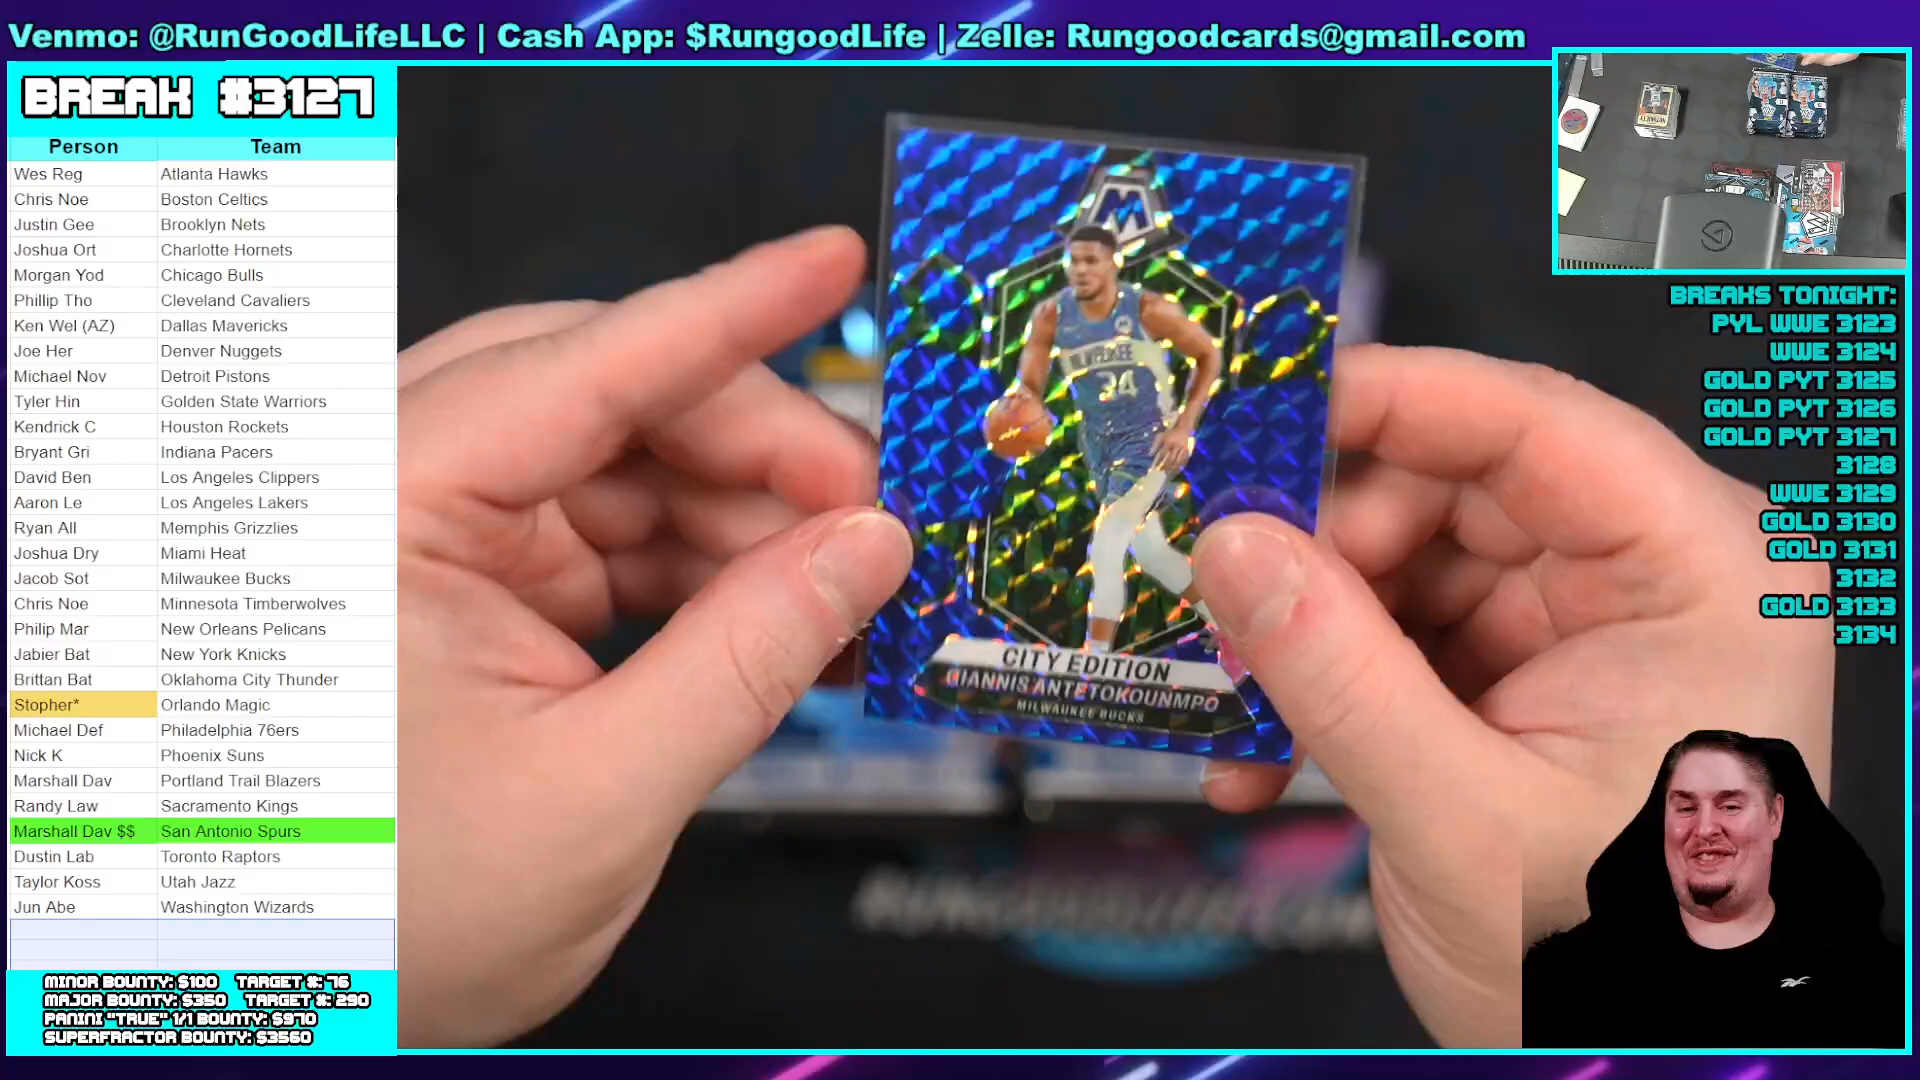 Venmo: @RunGoodLifeLLC | Cash App: $RungoodLife | Zelle: Rungoodcards@gmail.com
BREAK #3127
Person Team
Wes Reg Atlanta Hawks
Chris Noe Boston Celtics
Justin Gee Brooklyn Nets
Joshua Ort Charlotte Hornets
Morgan Yod Chicago Bulls
Phillip Tho Cleveland Cavaliers
Ken Wel (AZ) Dallas Mavericks
Joe Her Denver Nuggets
Michael Nov Detroit Pistons
Tyler Hin Golden State Warriors
Kendrick C Houston Rockets
Bryant Gri Indiana Pacers
David Ben Los Angeles Clippers
Aaron Le Los Angeles Lakers
Ryan All Memphis Grizzlies
Joshua Dry Miami Heat
Jacob Sot Milwaukee Bucks
Chris Noe Minnesota Timberwolves
Philip Mar New Orleans Pelicans
Jabier Bat New York Knicks
Brittan Bat Oklahoma City Thunder
Stopher* Orlando Magic
Michael Def Philadelphia 76ers
Nick K Phoenix Suns
Marshall Dav Portland Trail Blazers
Randy Law Sacramento Kings
Marshall Dav $$ San Antonio Spurs
Dustin Lab Toronto Raptors
Taylor Koss Utah Jazz
Jun Abe Washington Wizards
MINOR BOUNTY: $100 TARGET #: 76
MAJOR BOUNTY: $350 TARGET #: 290
PANINI "TRUE" 1/1 BOUNTY: $970
SUPERFRACTOR BOUNTY: $3560
M
MILWAUKEE
34
CITY EDITION
GIANNIS ANTETOKOUNMPO
MILWAUKEE BUCKS
BREAKS TONIGHT:
PYL WWE 3123
WWE 3124
GOLD PYT 3125
GOLD PYT 3126
GOLD PYT 3127
3128
WWE 3129
GOLD 3130
GOLD 3131
3132
GOLD 3133
3134